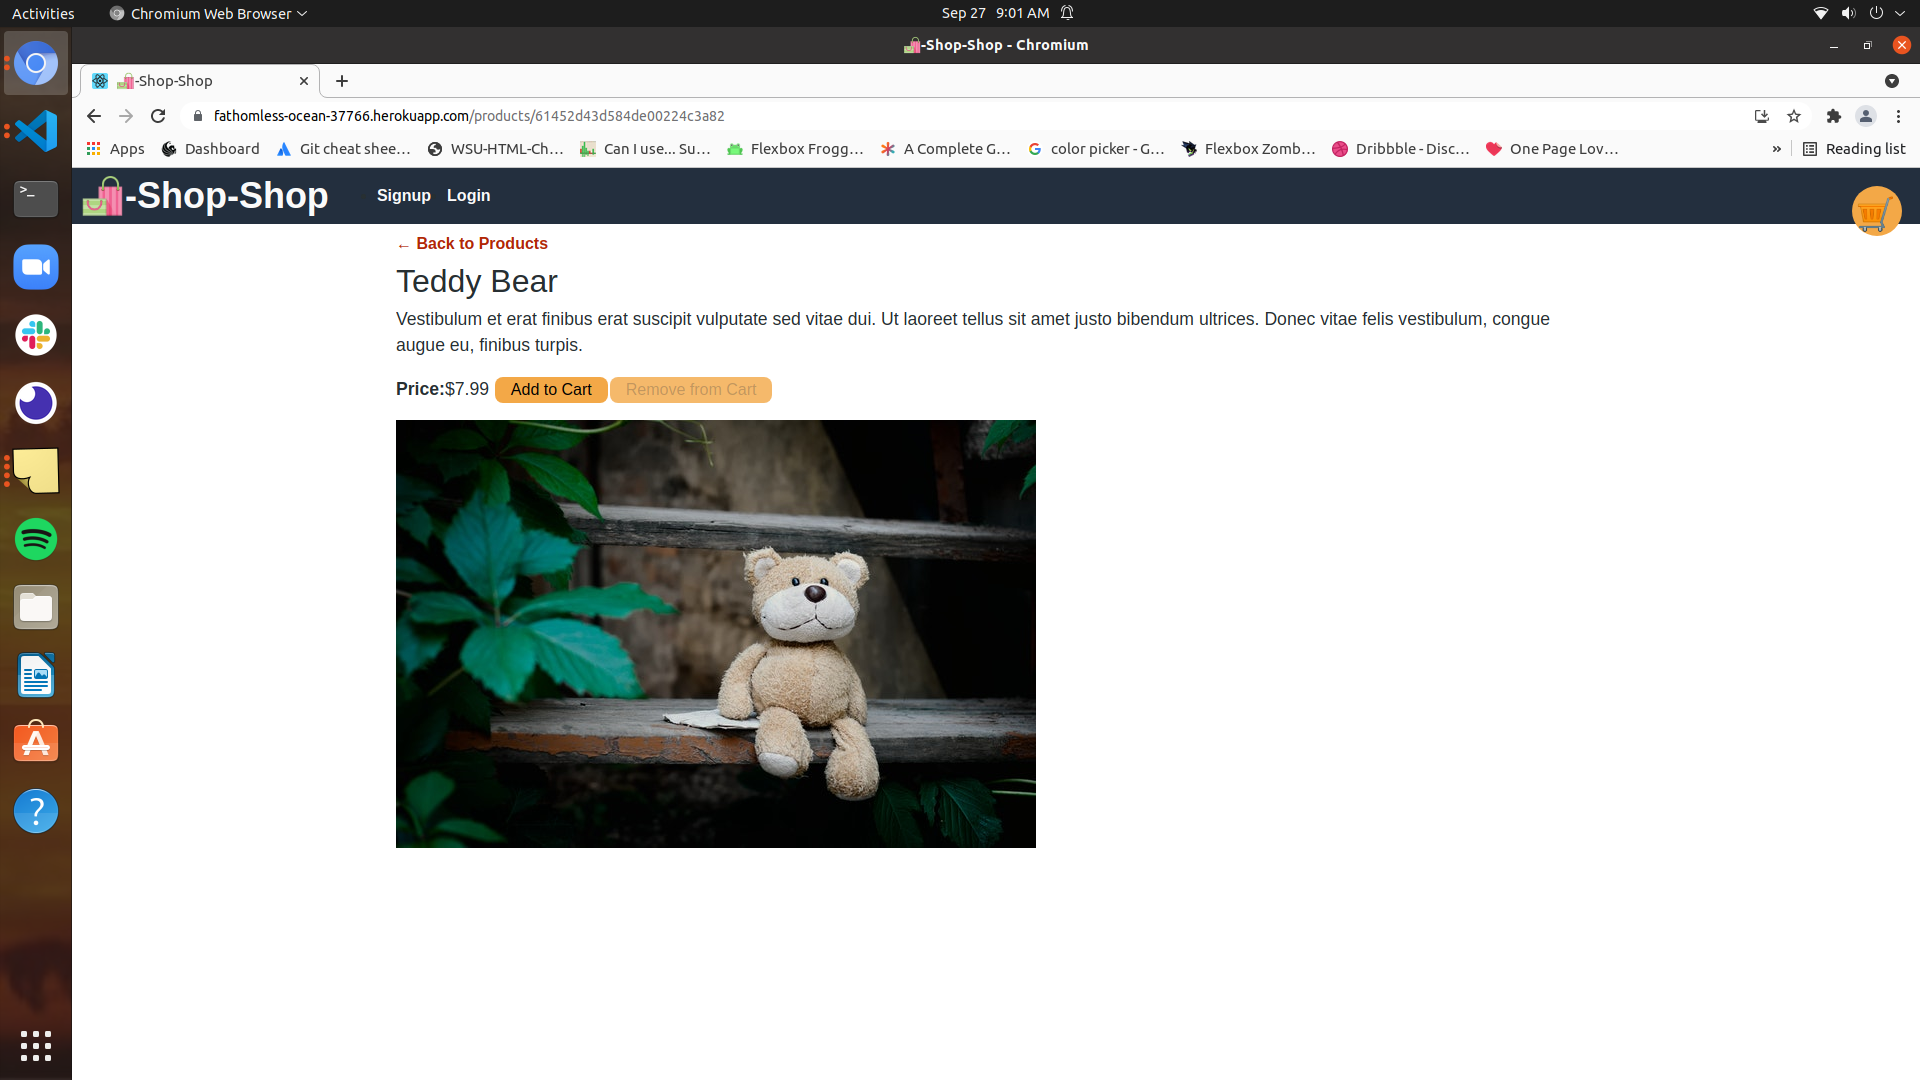 Activities
Chromium Web Browser
Sep 27 9:01 AM
-Shop-Shop - Chromium
-Shop-Shop
fathomless-ocean-37766.herokuapp.com/products/61452d43d584de00224c3a82
Apps
Dashboard
Git cheat shee…
WSU-HTML-Ch…
Can I use... Su…
Flexbox Frogg…
A Complete G…
color picker - G…
Flexbox Zomb…
Dribbble - Disc…
One Page Lov…
»
Reading list
-Shop-Shop
Signup
Login
← Back to Products
Teddy Bear
Vestibulum et erat finibus erat suscipit vulputate sed vitae dui. Ut laoreet tellus sit amet justo bibendum ultrices. Donec vitae felis vestibulum, congue
augue eu, finibus turpis.
Price:$7.99
Add to Cart
Remove from Cart